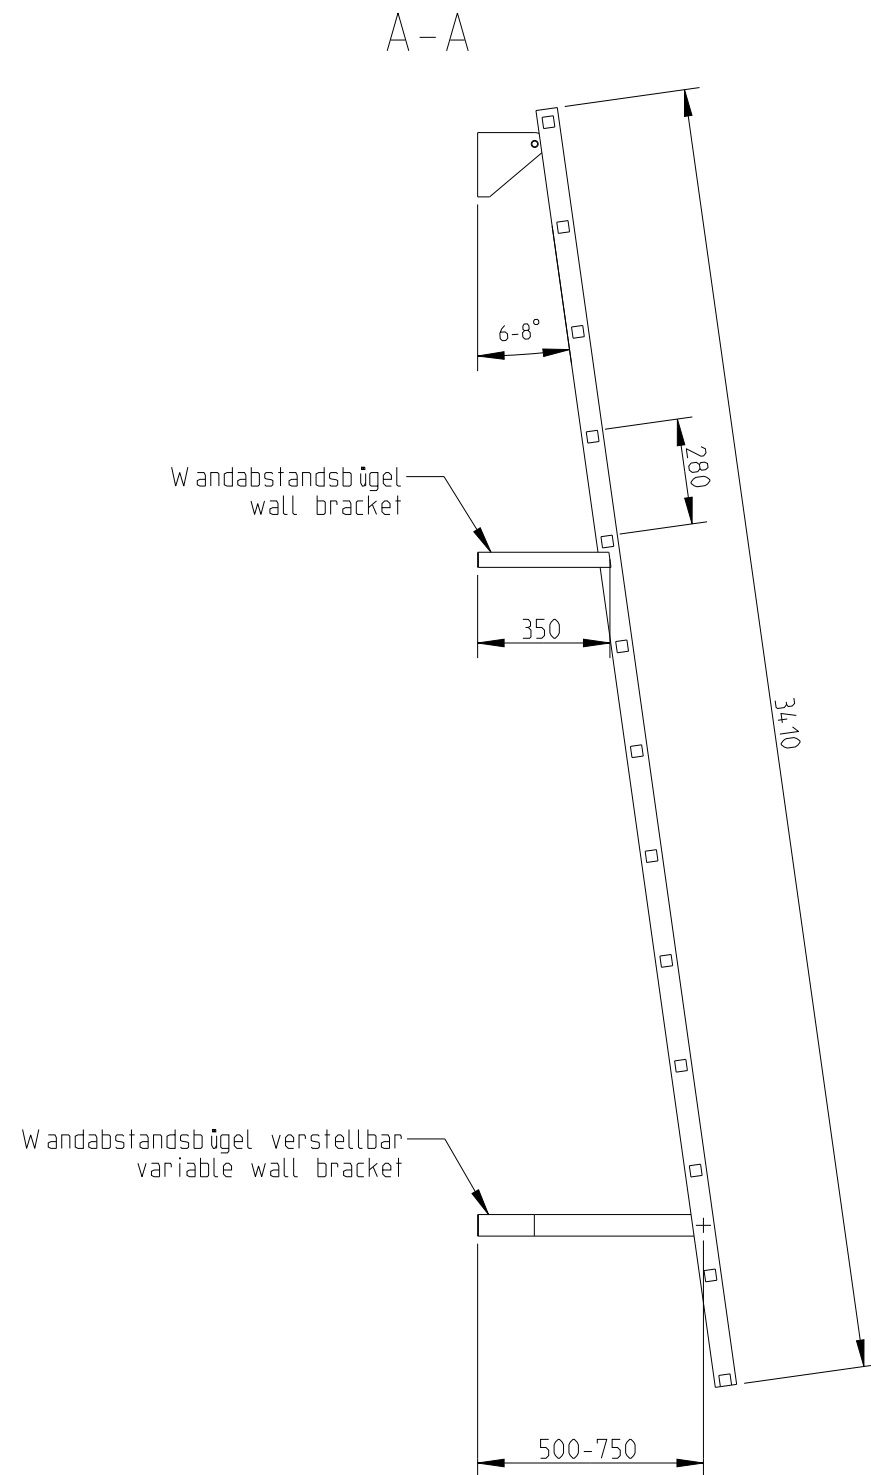 A-A
6-8°
280
Wandabstandsbügel
wall bracket
350
3410
Wandabstandsbügel verstellbar
variable wall bracket
500-750